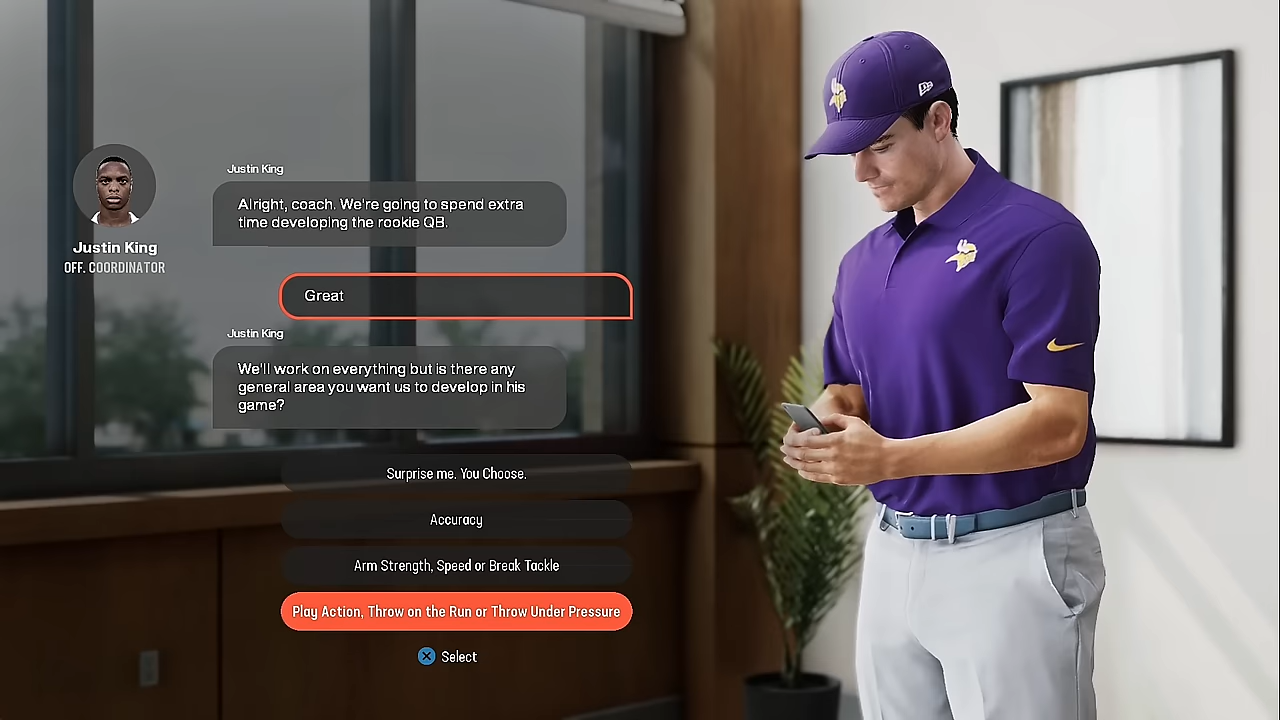 Justin King
Alright, coach. We're going to spend extra
time developing the rookie QB.
Justin King
OFF. COORDINATOR
Great
Justin King
We'll work on everything but is there any
general area you want us to develop in his
game?
Surprise me. You Choose.
Accuracy
Arm Strength, Speed or Break Tackle
Play Action, Throw on the Run or Throw Under Pressure
Select